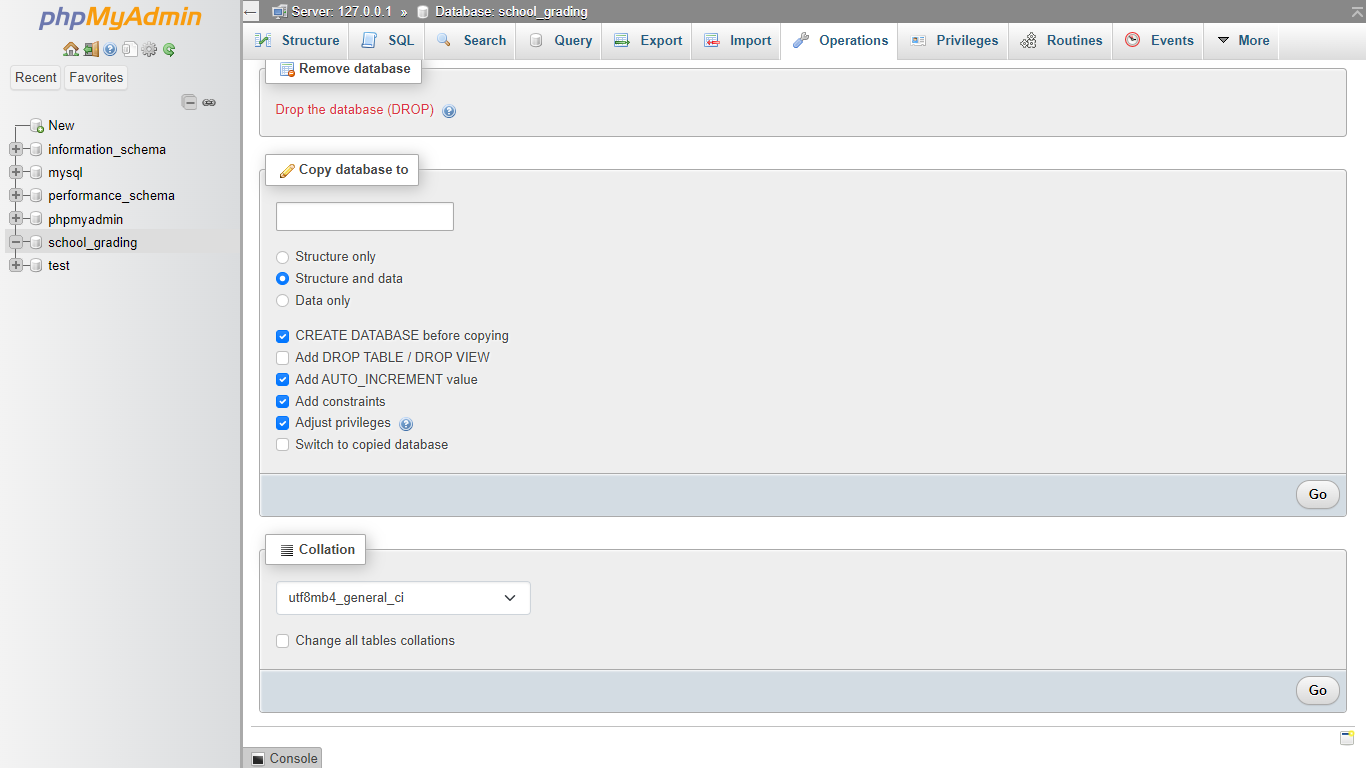 phpMyAdmin
Recent Favorites
New
information_schema
mysql
performance_schema
phpmyadmin
school_grading
test
Server: 127.0.0.1 » Database: school_grading
Structure SQL Search Query Export Import Operations Privileges Routines Events More
Remove database
Drop the database (DROP)
Copy database to
Structure only
Structure and data
Data only
CREATE DATABASE before copying
Add DROP TABLE / DROP VIEW
Add AUTO_INCREMENT value
Add constraints
Adjust privileges
Switch to copied database
Go
Collation
utf8mb4_general_ci
Change all tables collations
Go
Console